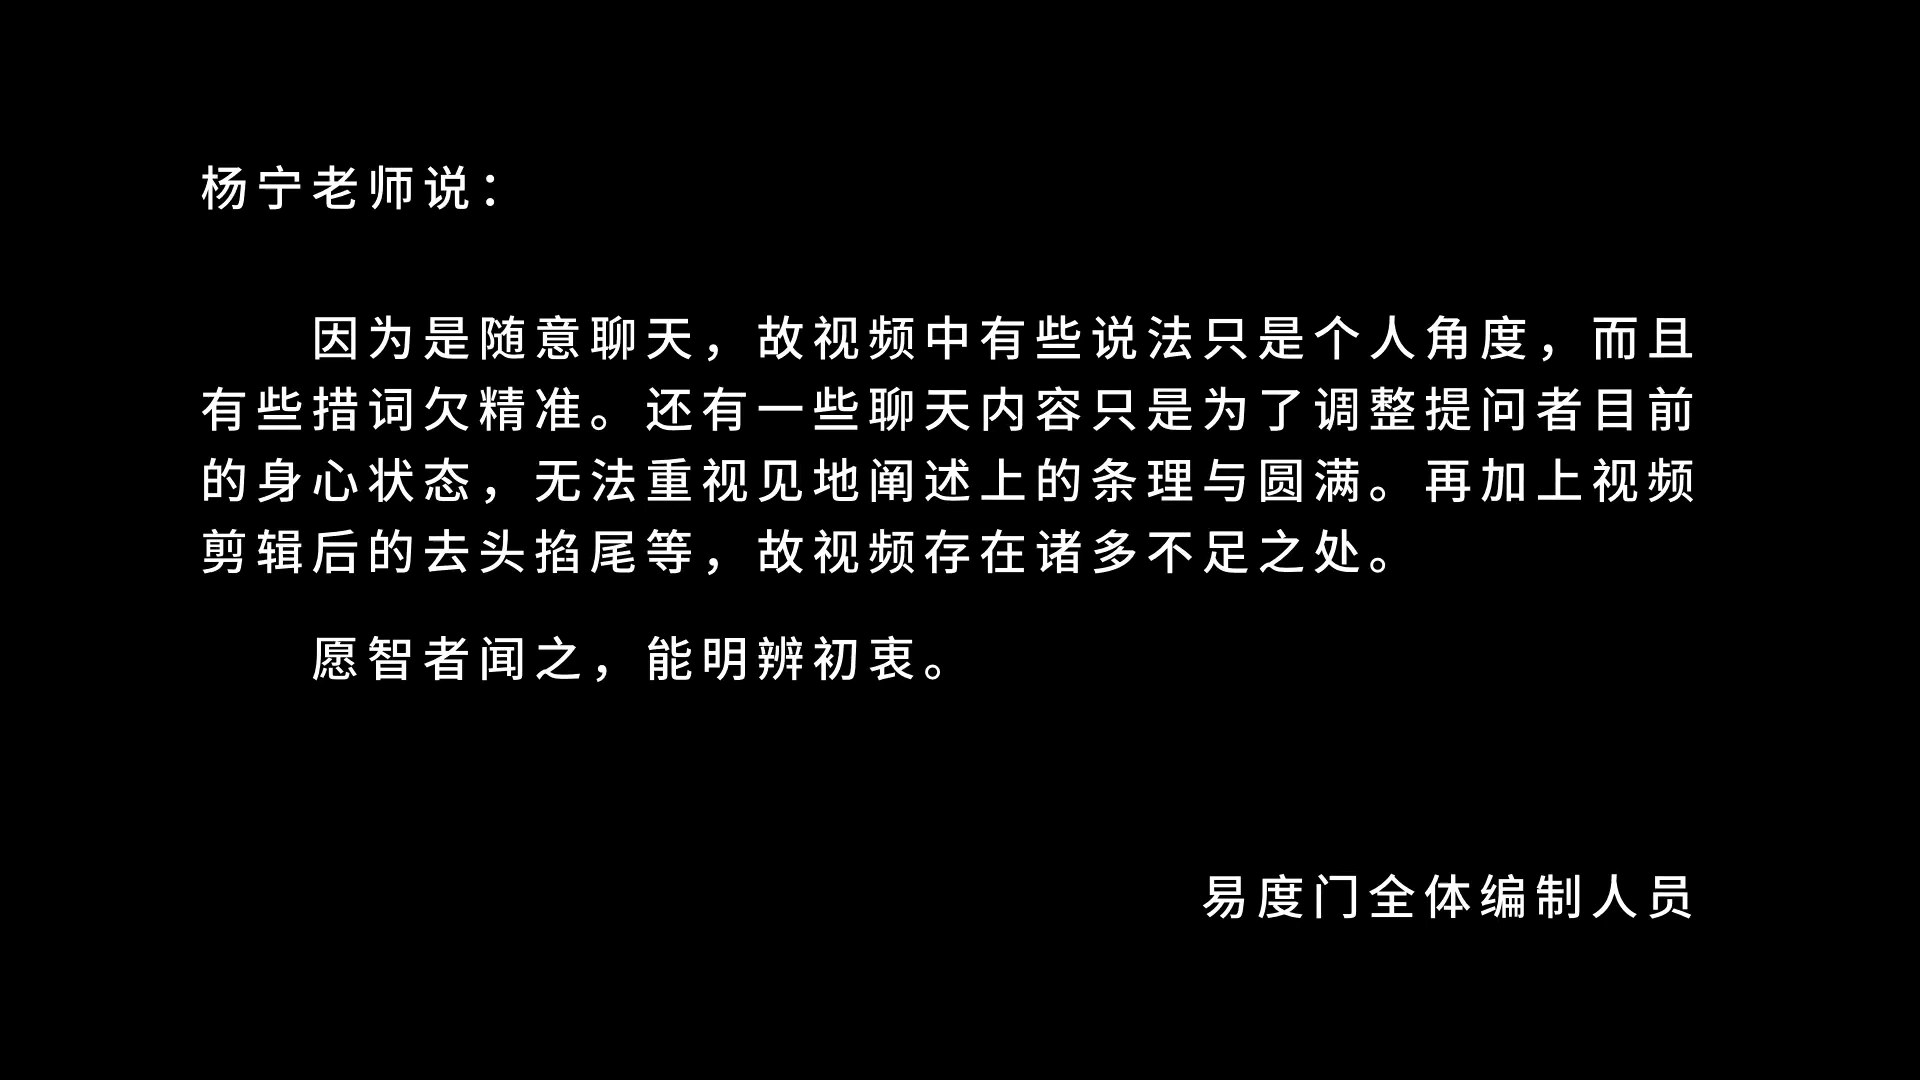 杨宁老师说：
因为是随意聊天，故视频中有些说法只是个人角度，而且
有些措词欠精准。还有一些聊天内容只是为了调整提问者目前
的身心状态，无法重视见地阐述上的条理与圆满。再加上视频
剪辑后的去头掐尾等，故视频存在诸多不足之处。
愿智者闻之，能明辨初衷。
易度门全体编制人员